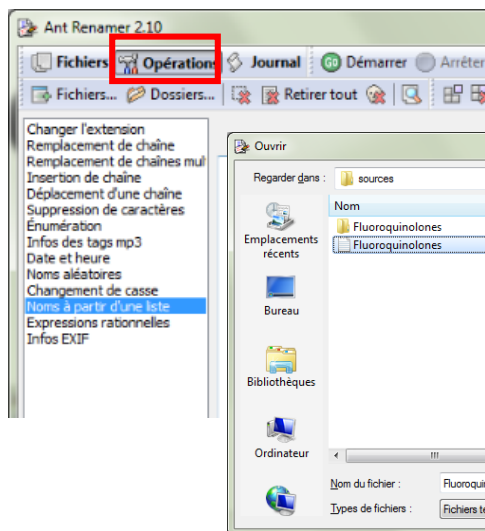 Ant Renamer 2.10
Fichiers Opérations Journal Démarrer Arrêter
Fichiers... Dossiers... Retirer tout
Changer l'extension
Remplacement de chaîne
Remplacement de chaînes mul
Insertion de chaîne
Déplacement d'une chaîne
Suppression de caractères
Énumération
Infos des tags mp3
Date et heure
Noms aléatoires
Changement de casse
Noms à partir d'une liste
Expressions rationnelles
Infos EXIF
Ouvrir
Regarder dans : sources
Nom
Fluoroquinolones
Fluoroquinolones
Emplacements
récents
Bureau
Bibliothèques
Ordinateur
Nom du fichier : Fluoroqui
Types de fichiers : Fichiers te